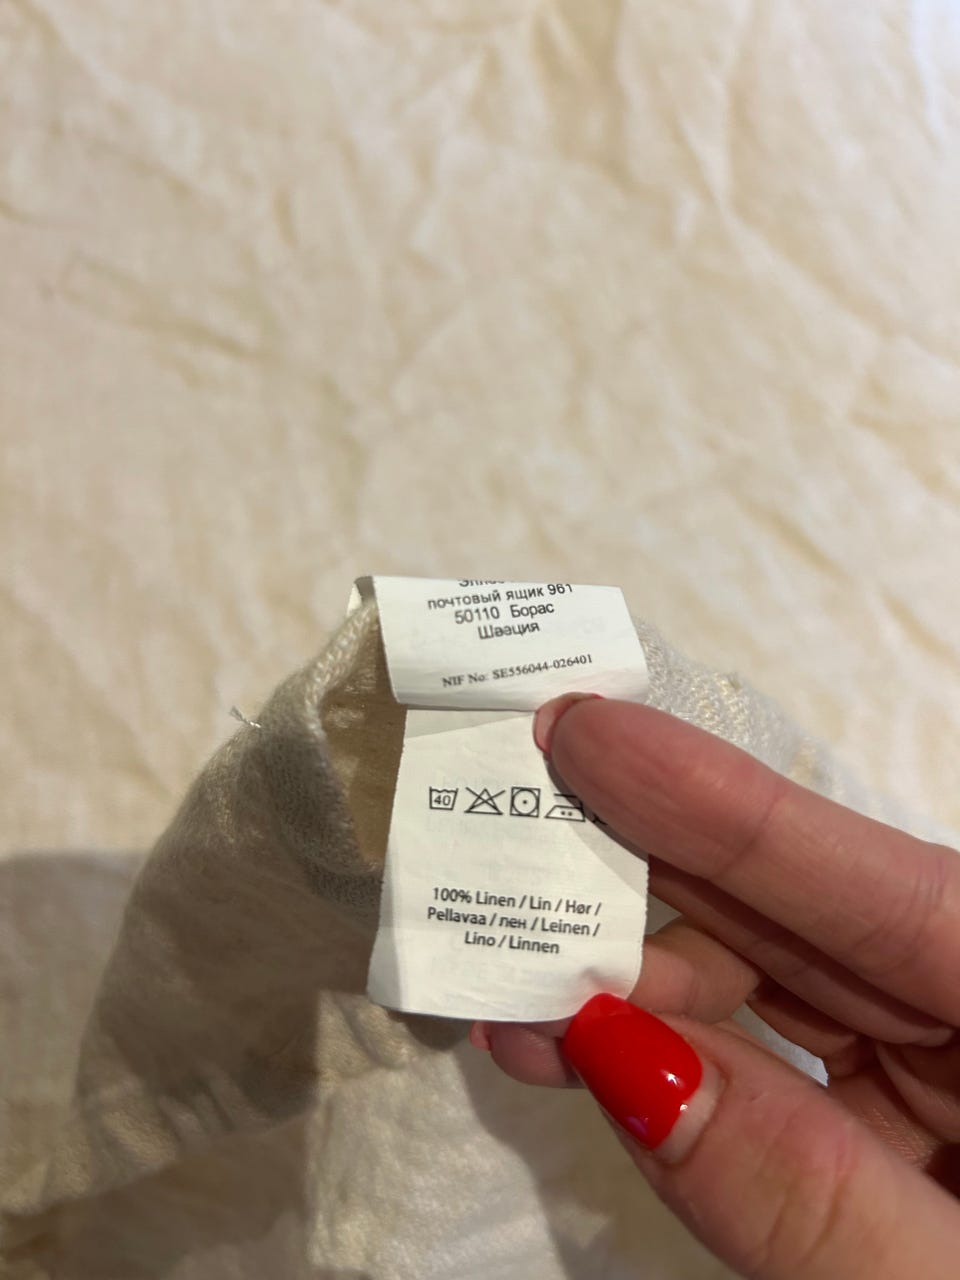 почтовый ящик 961
50110 Борас
Швация
NIF No: SE556044-026401
40
100% Linen / Lin / Hør /
Pellavaa / лен / Leinen /
Lino / Linnen